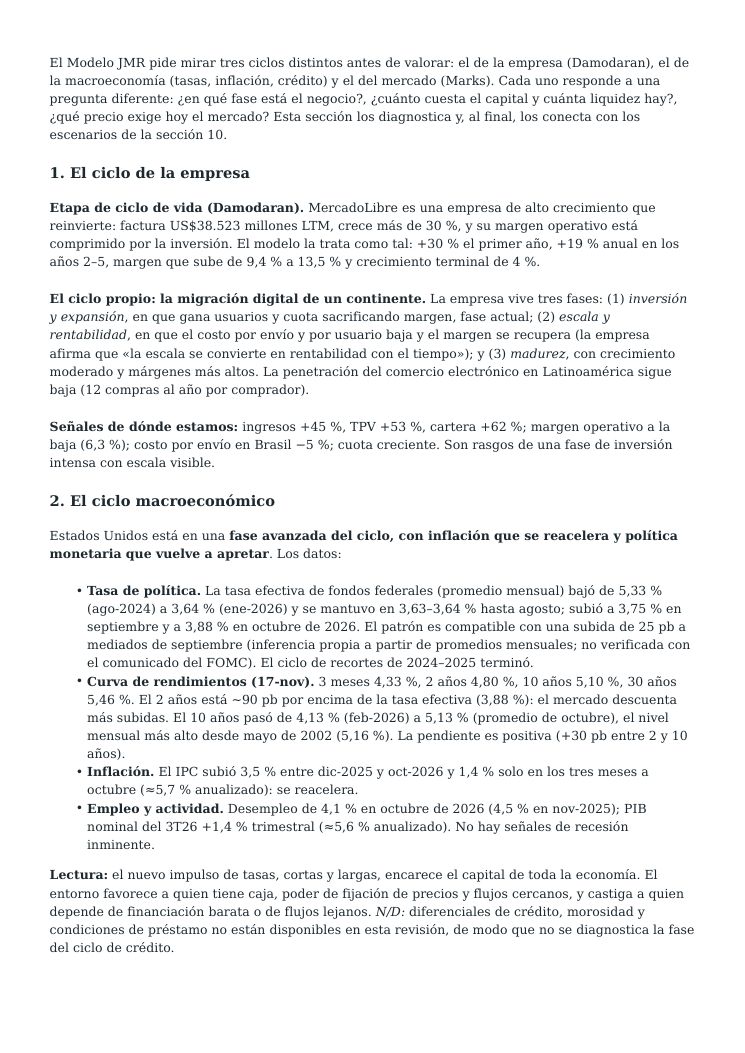 El Modelo JMR pide mirar tres ciclos distintos antes de valorar: el de la empresa (Damodaran), el de
la macroeconomía (tasas, inflación, crédito) y el del mercado (Marks). Cada uno responde a una
pregunta diferente: ¿en qué fase está el negocio?, ¿cuánto cuesta el capital y cuánta liquidez hay?,
¿qué precio exige hoy el mercado? Esta sección los diagnostica y, al final, los conecta con los
escenarios de la sección 10.
1. El ciclo de la empresa
Etapa de ciclo de vida (Damodaran). MercadoLibre es una empresa de alto crecimiento que
reinvierte: factura US$38.523 millones LTM, crece más de 30 %, y su margen operativo está
comprimido por la inversión. El modelo la trata como tal: +30 % el primer año, +19 % anual en los
años 2–5, margen que sube de 9,4 % a 13,5 % y crecimiento terminal de 4 %.
El ciclo propio: la migración digital de un continente. La empresa vive tres fases: (1) inversión
y expansión, en que gana usuarios y cuota sacrificando margen, fase actual; (2) escala y
rentabilidad, en que el costo por envío y por usuario baja y el margen se recupera (la empresa
afirma que «la escala se convierte en rentabilidad con el tiempo»); y (3) madurez, con crecimiento
moderado y márgenes más altos. La penetración del comercio electrónico en Latinoamérica sigue
baja (12 compras al año por comprador).
Señales de dónde estamos: ingresos +45 %, TPV +53 %, cartera +62 %; margen operativo a la
baja (6,3 %); costo por envío en Brasil −5 %; cuota creciente. Son rasgos de una fase de inversión
intensa con escala visible.
2. El ciclo macroeconómico
Estados Unidos está en una fase avanzada del ciclo, con inflación que se reacelera y política
monetaria que vuelve a apretar. Los datos:
• Tasa de política. La tasa efectiva de fondos federales (promedio mensual) bajó de 5,33 %
(ago-2024) a 3,64 % (ene-2026) y se mantuvo en 3,63–3,64 % hasta agosto; subió a 3,75 % en
septiembre y a 3,88 % en octubre de 2026. El patrón es compatible con una subida de 25 pb a
mediados de septiembre (inferencia propia a partir de promedios mensuales; no verificada con
el comunicado del FOMC). El ciclo de recortes de 2024–2025 terminó.
• Curva de rendimientos (17-nov). 3 meses 4,33 %, 2 años 4,80 %, 10 años 5,10 %, 30 años
5,46 %. El 2 años está ~90 pb por encima de la tasa efectiva (3,88 %): el mercado descuenta
más subidas. El 10 años pasó de 4,13 % (feb-2026) a 5,13 % (promedio de octubre), el nivel
mensual más alto desde mayo de 2002 (5,16 %). La pendiente es positiva (+30 pb entre 2 y 10
años).
• Inflación. El IPC subió 3,5 % entre dic-2025 y oct-2026 y 1,4 % solo en los tres meses a
octubre (≈5,7 % anualizado): se reacelera.
• Empleo y actividad. Desempleo de 4,1 % en octubre de 2026 (4,5 % en nov-2025); PIB
nominal del 3T26 +1,4 % trimestral (≈5,6 % anualizado). No hay señales de recesión
inminente.
Lectura: el nuevo impulso de tasas, cortas y largas, encarece el capital de toda la economía. El
entorno favorece a quien tiene caja, poder de fijación de precios y flujos cercanos, y castiga a quien
depende de financiación barata o de flujos lejanos. N/D: diferenciales de crédito, morosidad y
condiciones de préstamo no están disponibles en esta revisión, de modo que no se diagnostica la fase
del ciclo de crédito.